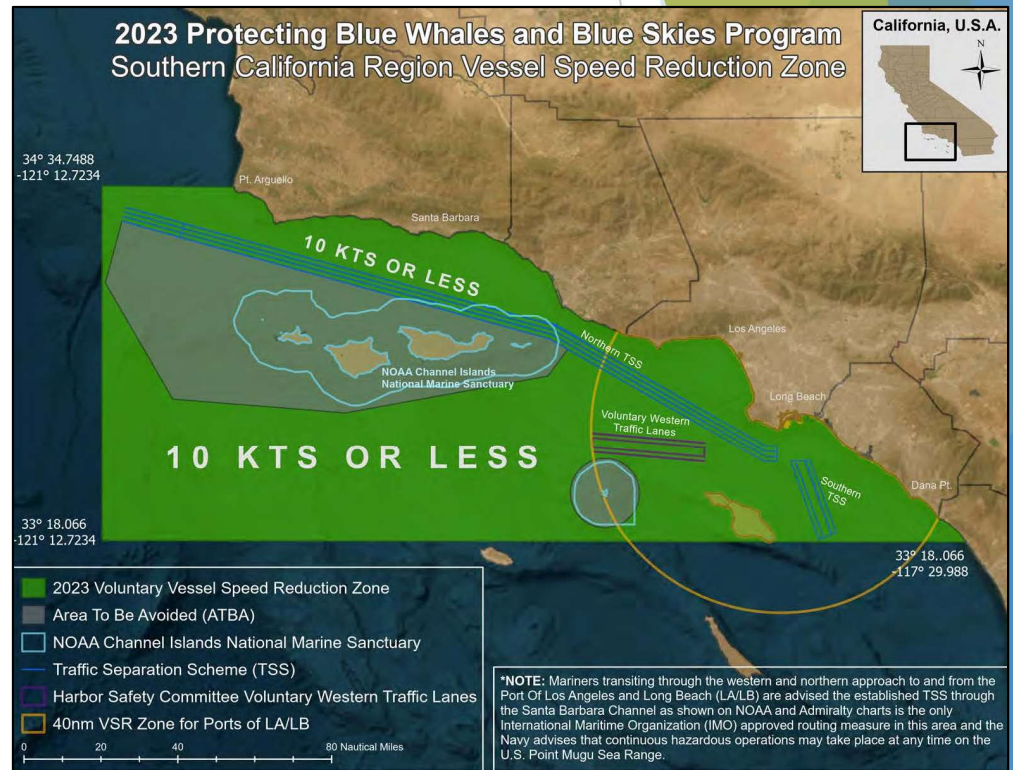 2023 Protecting Blue Whales and Blue Skies Program
Southern California Region Vessel Speed Reduction Zone
California, U.S.A.
N
34° 34.7488
-121° 12.7234
Pt. Arguello
Santa Barbara
10 KTS OR LESS
Los Angeles
Northern TSS
NOAA Channel Islands
National Marine Sanctuary
Long Beach
Voluntary Western
Traffic Lanes
10 KTS OR LESS
Southern
TSS
Dana Pt.
33° 18.066
-121° 12.7234
33° 18..066
-117° 29.988
2023 Voluntary Vessel Speed Reduction Zone
Area To Be Avoided (ATBA)
NOAA Channel Islands National Marine Sanctuary
Traffic Separation Scheme (TSS)
Harbor Safety Committee Voluntary Western Traffic Lanes
40nm VSR Zone for Ports of LA/LB
0 20 40 80 Nautical Miles
*NOTE: Mariners transiting through the western and northern approach to and from the
Port Of Los Angeles and Long Beach (LA/LB) are advised the established TSS through
the Santa Barbara Channel as shown on NOAA and Admiralty charts is the only
International Maritime Organization (IMO) approved routing measure in this area and the
Navy advises that continuous hazardous operations may take place at any time on the
U.S. Point Mugu Sea Range.